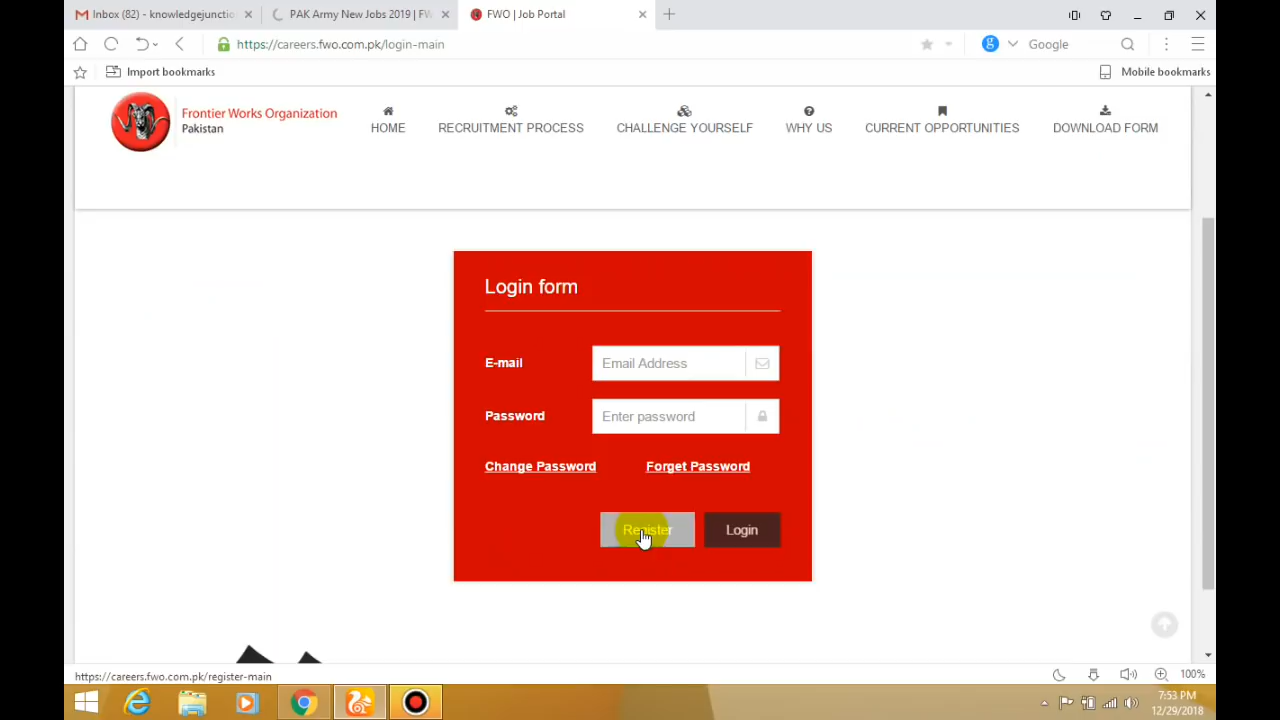 Inbox (82) - knowledgejunctio
PAK Army New Jobs 2019 | FW
FWO | Job Portal
https://careers.fwo.com.pk/login-main
Google
Import bookmarks
Mobile bookmarks
Frontier Works Organization
Pakistan
HOME
RECRUITMENT PROCESS
CHALLENGE YOURSELF
WHY US
CURRENT OPPORTUNITIES
DOWNLOAD FORM
Login form
E-mail
Email Address
Password
Enter password
Change Password
Forget Password
Register
Login
https://careers.fwo.com.pk/register-main
100%
7:53 PM
12/29/2018